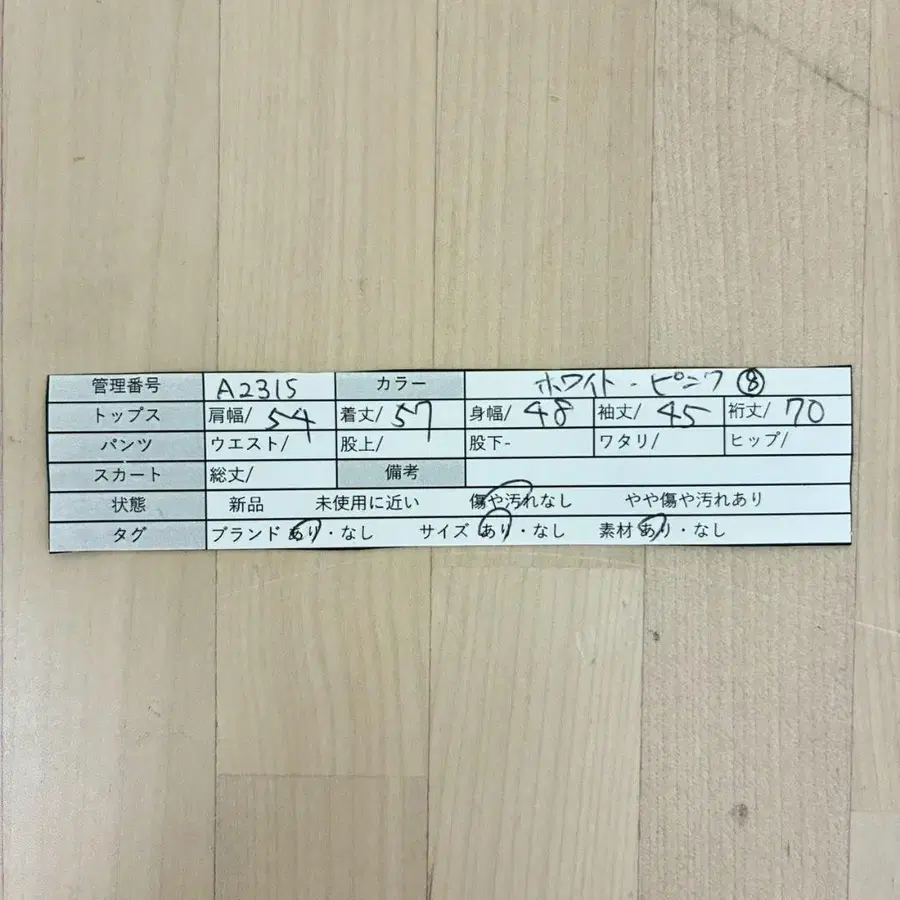 管理番号 A2315 カラー ホワイト - ピンク ⑧
トップス 肩幅/ 54 着丈/ 57 身幅/ 48 袖丈/ 45 裄丈/ 70
パンツ ウエスト/ 股上/ 股下- ワタリ/ ヒップ/
スカート 総丈/ 備考
状態 新品 未使用に近い 傷や汚れなし やや傷や汚れあり
タグ ブランド あり・なし サイズ あり・なし 素材 あり・なし